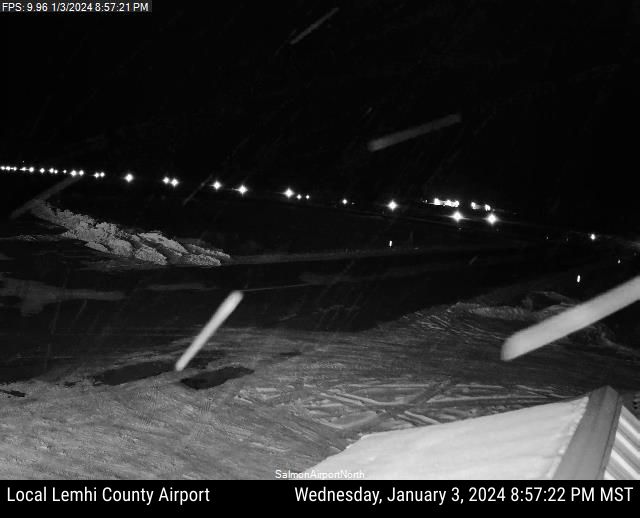 FPS: 9.96 1/3/2024 8:57:21 PM
SalmonAirportNorth
Local Lemhi County Airport
Wednesday, January 3, 2024 8:57:22 PM MST